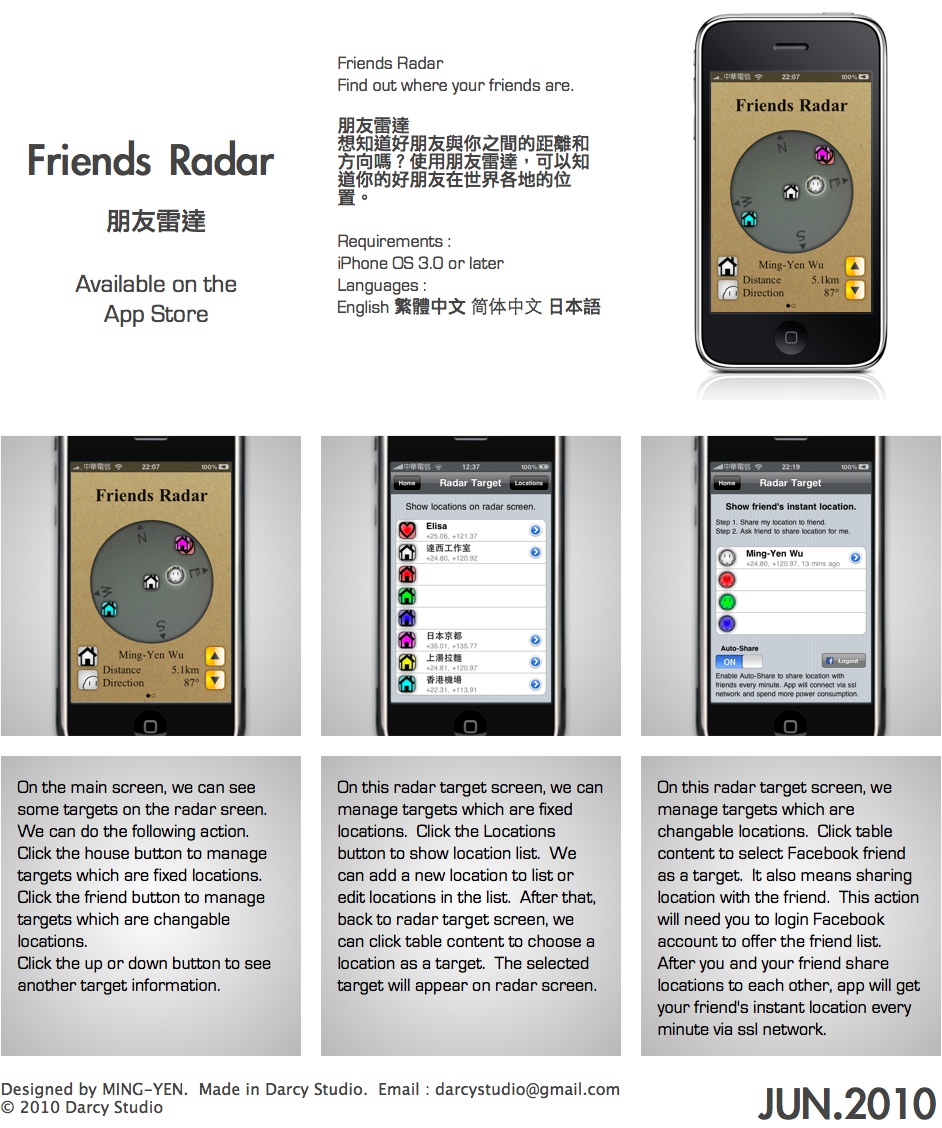 Friends Radar
朋友雷達
Available on the
App Store
Friends Radar
Find out where your friends are.
朋友雷達
想知道好朋友與你之間的距離和
方向嗎？使用朋友雷達，可以知
道你的好朋友在世界各地的位
置。
Requirements :
iPhone OS 3.0 or later
Languages :
English 繁體中文 简体中文 日本語
中華電信 22:07 100%
Friends Radar
N
E
W
S
Ming-Yen Wu
Distance 5.1km
Direction 87°
中華電信 22:07 100%
Friends Radar
N
E
W
S
Ming-Yen Wu
Distance 5.1km
Direction 87°
中華電信 12:37 100%
Home Radar Target Locations
Show locations on radar screen.
Elisa
+25.06, +121.37
達西工作室
+24.80, +120.92
日本京都
+35.01, +135.77
上湯拉麵
+24.81, +120.97
香港機場
+22.31, +113.91
中華電信 22:19 100%
Home Radar Target
Show friend's instant location.
Step 1. Share my location to friend.
Step 2. Ask friend to share location for me.
Ming-Yen Wu
+24.80, +120.97, 13 mins ago
Auto-Share
ON f Logout
Enable Auto-Share to share location with
friends every minute. App will connect via ssl
network and spend more power consumption.
On the main screen, we can see
some targets on the radar sreen.
We can do the following action.
Click the house button to manage
targets which are fixed locations.
Click the friend button to manage
targets which are changable
locations.
Click the up or down button to see
another target information.
On this radar target screen, we can
manage targets which are fixed
locations. Click the Locations
button to show location list. We
can add a new location to list or
edit locations in the list. After that,
back to radar target screen, we
can click table content to choose a
location as a target. The selected
target will appear on radar screen.
On this radar target screen, we
manage targets which are
changable locations. Click table
content to select Facebook friend
as a target. It also means sharing
location with the friend. This action
will need you to login Facebook
account to offer the friend list.
After you and your friend share
locations to each other, app will get
your friend's instant location every
minute via ssl network.
Designed by MING-YEN. Made in Darcy Studio. Email : darcystudio@gmail.com
© 2010 Darcy Studio
JUN.2010